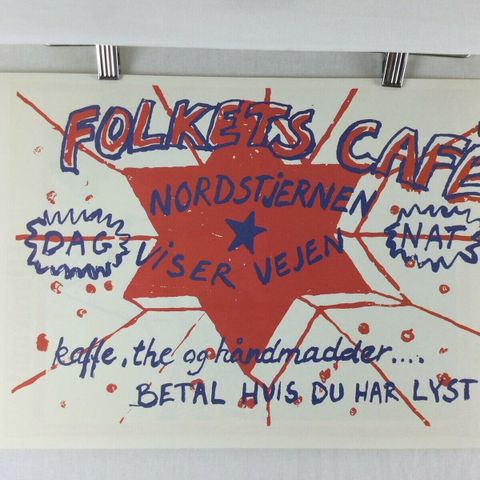 FOLKETS CAFÉ
NORDSTJERNEN
DAG
VISER VEJEN
NAT
kaffe, the og håndmadder....
BETAL HVIS DU HAR LYST